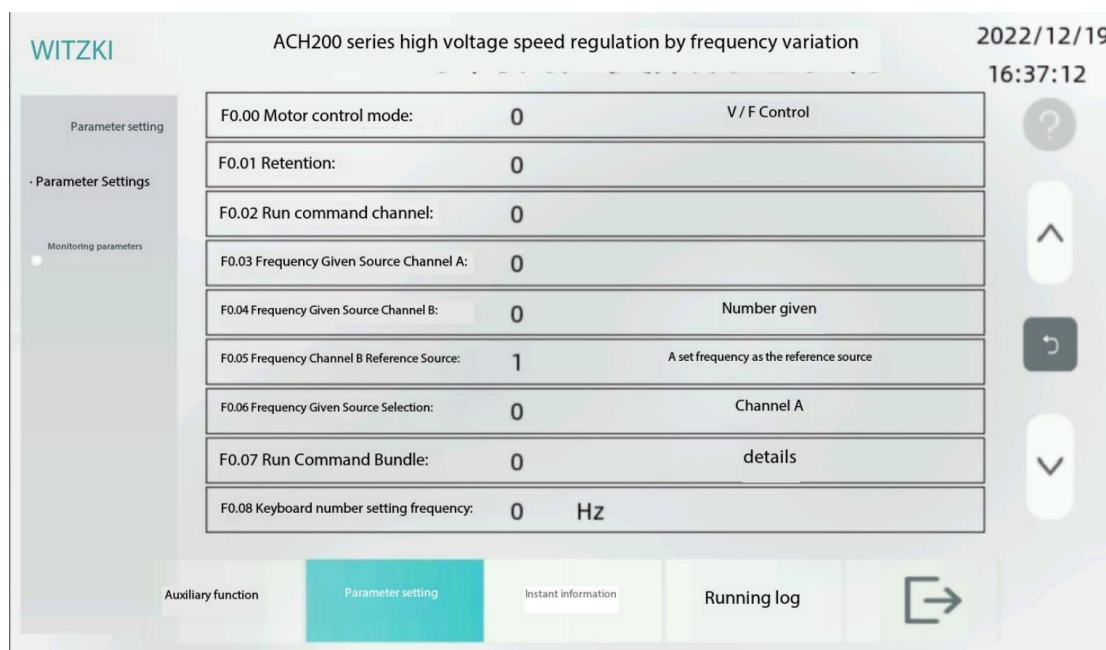 WITZKI
ACH200 series high voltage speed regulation by frequency variation
2022/12/19
16:37:12
Parameter setting
· Parameter Settings
Monitoring parameters
F0.00 Motor control mode: 0 V / F Control
F0.01 Retention: 0
F0.02 Run command channel: 0
F0.03 Frequency Given Source Channel A: 0
F0.04 Frequency Given Source Channel B: 0 Number given
F0.05 Frequency Channel B Reference Source: 1 A set frequency as the reference source
F0.06 Frequency Given Source Selection: 0 Channel A
F0.07 Run Command Bundle: 0 details
F0.08 Keyboard number setting frequency: 0 Hz
?
Auxiliary function
Parameter setting
Instant information
Running log